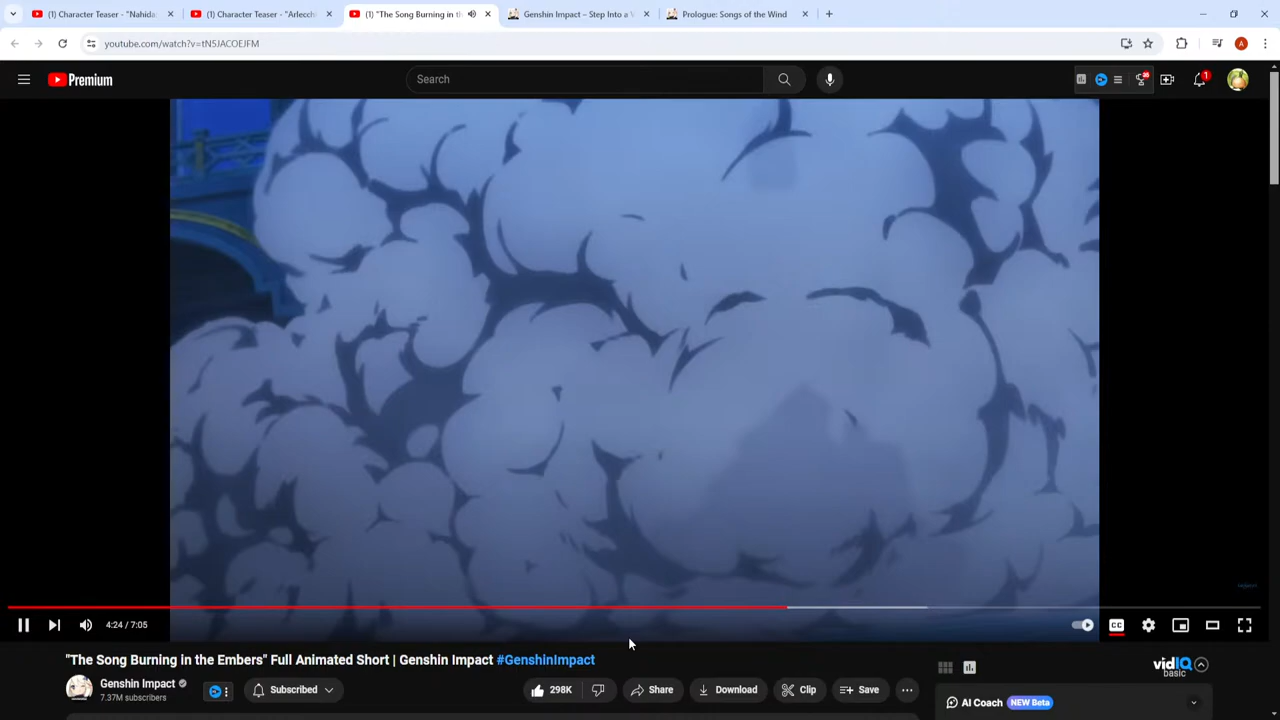 (1) Character Teaser - "Nahida
(1) Character Teaser - "Arlecch
(1) "The Song Burning in th
Genshin Impact – Step Into a V
Prologue: Songs of the Wind
youtube.com/watch?v=tN5JACOEJFM
A
Premium
Search
1
4:24 / 7:05
CC
"The Song Burning in the Embers" Full Animated Short | Genshin Impact #GenshinImpact
Genshin Impact
7.37M subscribers
Subscribed
298K
Share
Download
Clip
Save
vidIQ
basic
AI Coach NEW Beta